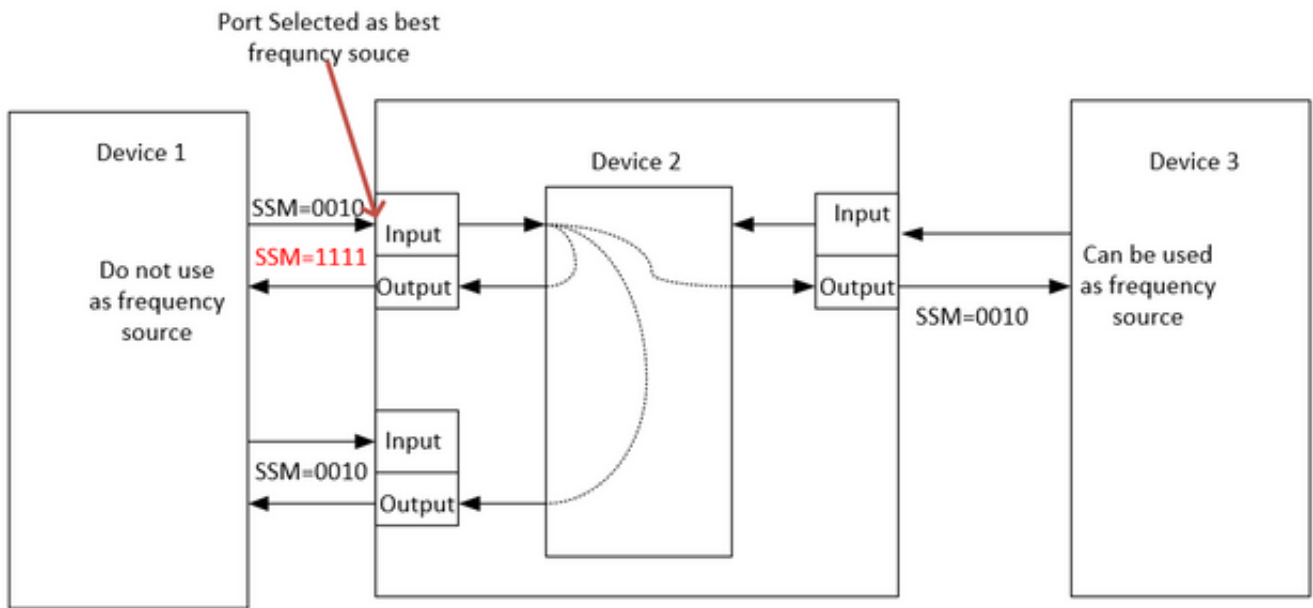 Port Selected as best
frequncy souce
Device 1
Device 2
Device 3
SSM=0010
Input
Input
SSM=1111
Output
Output
Do not use
as frequency
source
Can be used
as frequency
source
SSM=0010
Input
SSM=0010
Output